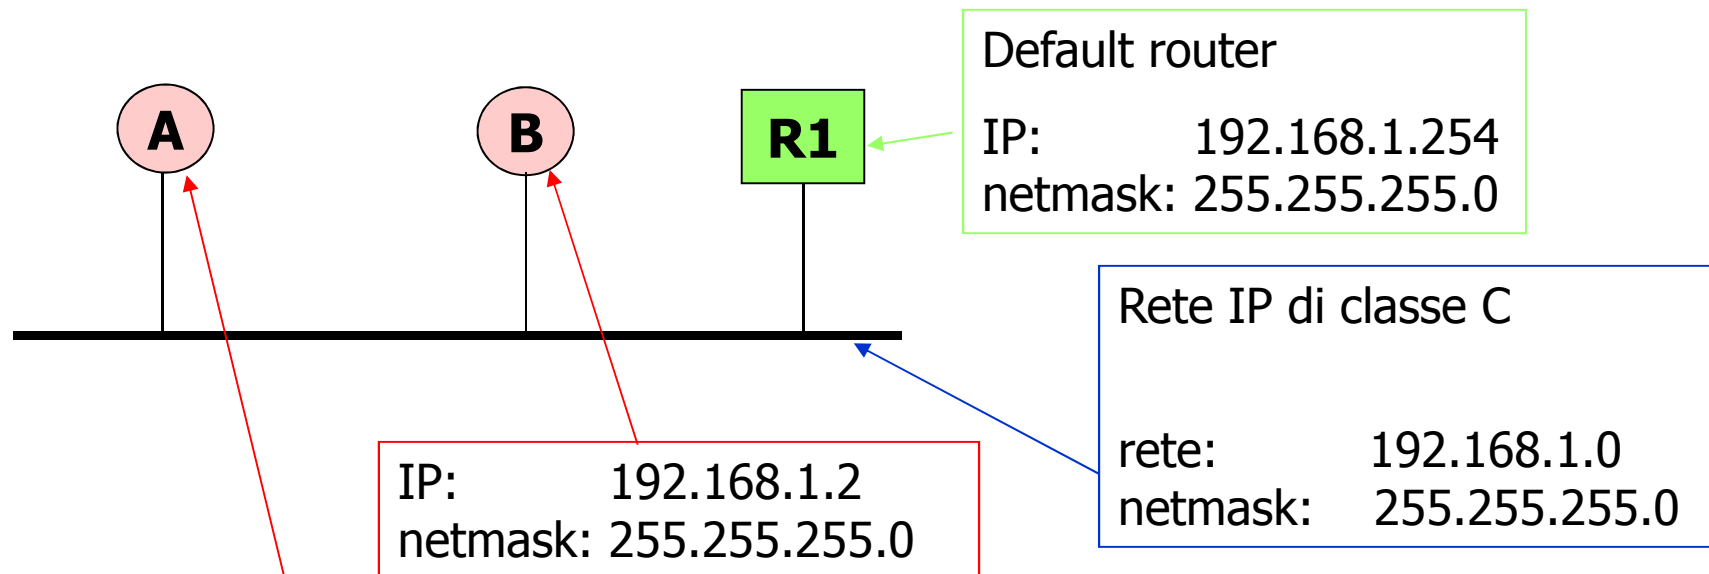 A
B
R1
Default router
IP: 192.168.1.254
netmask: 255.255.255.0
Rete IP di classe C
rete: 192.168.1.0
netmask: 255.255.255.0
IP: 192.168.1.2
netmask: 255.255.255.0